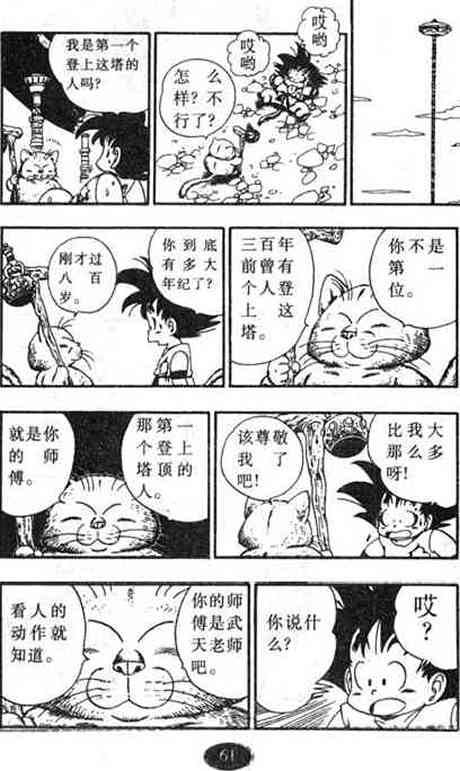 哎
哟
哎
哟
怎么
样?不
行了?
我是第一个
登上这塔的
人吗?
你不是
第一
位。
三百年
前曾有
个人登
上这
塔。
你到底
有多大
年纪了?
刚才过
八百
岁。
比我大
那么多
呀!
该尊敬
我了
吧!
那第一
个登上
塔顶的
人。
就是你
的师
傅。
哎?
你说什
么?
你的师
傅是武
天老师
吧。
看人的
动作就
知道。
61